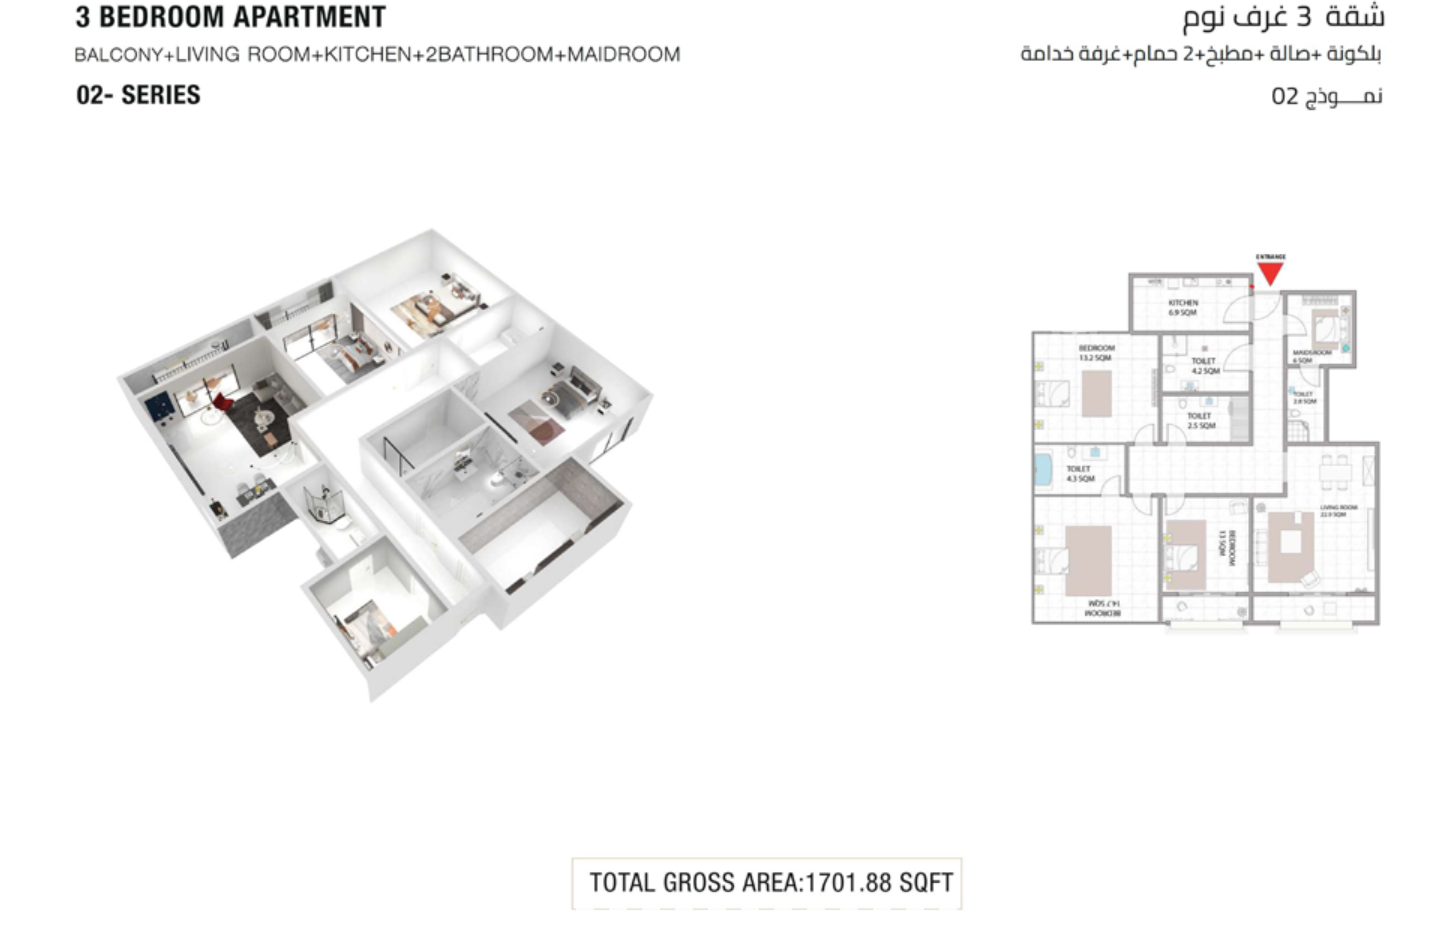 3 BEDROOM APARTMENT
BALCONY+LIVING ROOM+KITCHEN+2BATHROOM+MAIDROOM
02- SERIES
شقة 3 غرف نوم
بلكونة +صالة +مطبخ+2 حمام+غرفة خدامة
نمـــوذج 02
ENTRANCE
KITCHEN
6.9 SQM
BEDROOM
13.2 SQM
TOILET
4.2 SQM
MAIDSROOM
6 SQM
TOILET
2.8 SQM
TOILET
2.5 SQM
TOILET
4.3 SQM
LIVING ROOM
22.9 SQM
BEDROOM
13 SQM
BEDROOM
14.7 SQM
TOTAL GROSS AREA:1701.88 SQFT